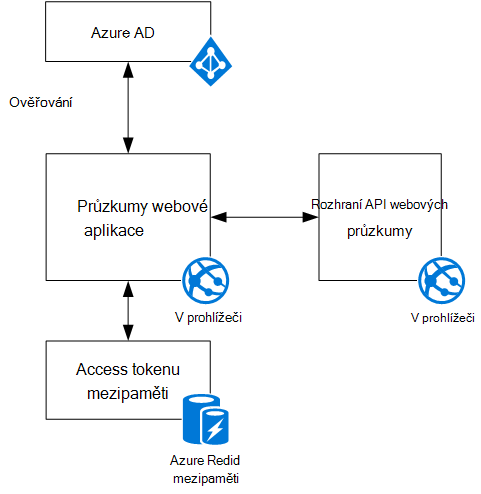 Azure AD
Ověřování
Průzkumy webové
aplikace
Rozhraní API webových
průzkumy
V prohlížeči
V prohlížeči
Access tokenu
mezipaměti
Azure Redid
mezipaměti